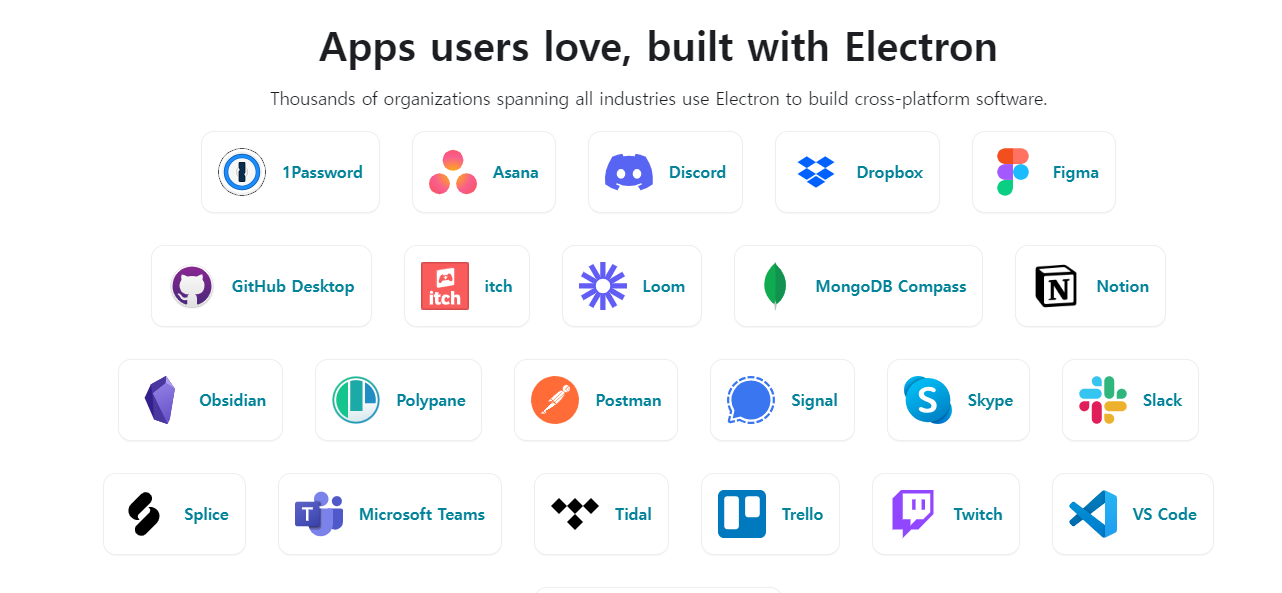 Apps users love, built with Electron
Thousands of organizations spanning all industries use Electron to build cross-platform software.
1Password Asana Discord Dropbox Figma
GitHub Desktop itch itch Loom MongoDB Compass N Notion
Obsidian Polypane Postman Signal S Skype Slack
Splice T Microsoft Teams Tidal Trello Twitch VS Code